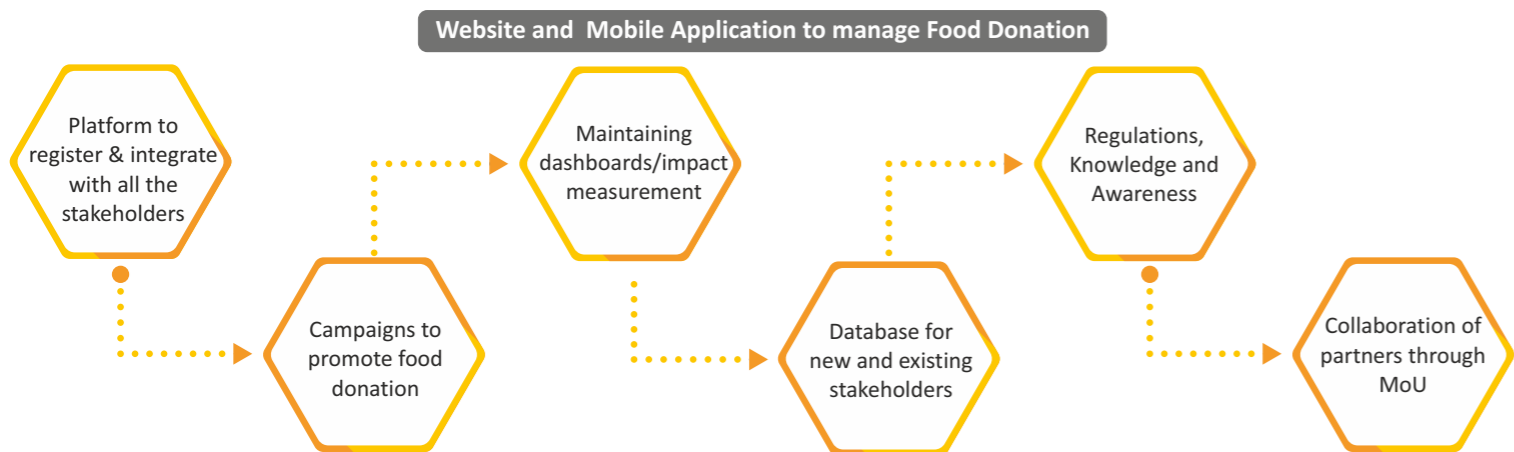 Website and  Mobile Application to manage Food Donation
Platform to
register & integrate
with all the
stakeholders
Campaigns to
promote food
donation
Maintaining
dashboards/impact
measurement
Database for
new and existing
stakeholders
Regulations,
Knowledge and
Awareness
Collaboration of
partners through
MoU